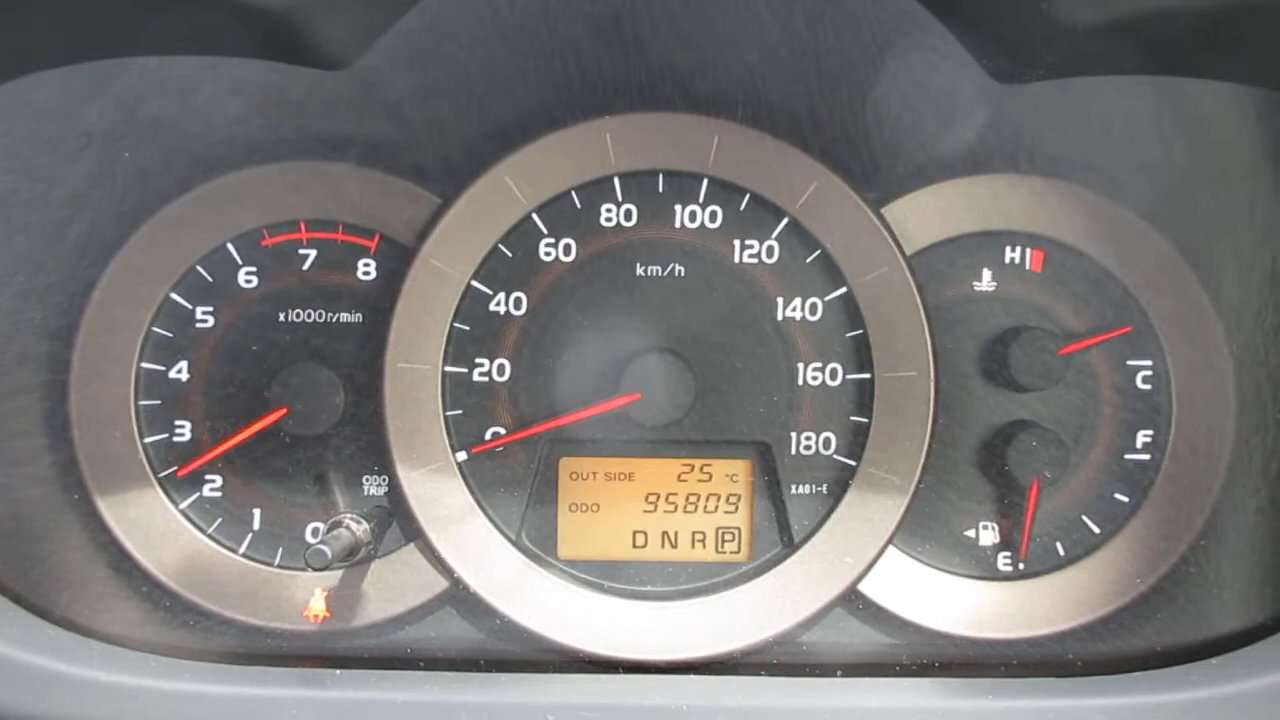 8
7
6
5
4
3
2
1
0
x1000r/min
ODO
TRIP
0
20
40
60
80
100
120
140
160
180
km/h
OUT SIDE 25 °C
ODO 95809
D N R P
XA01-E
H
C
F
E